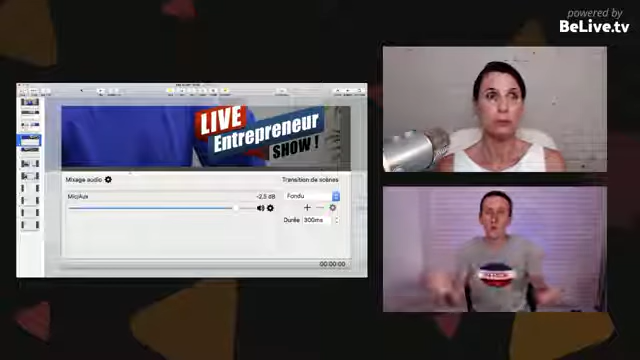 powered by
BeLive.tv
LIVE
Entrepreneur
SHOW !
Mixage audio
Transition de scènes
Mic/Aux
-2.5 dB
Fondu
Durée
300ms
00:00:00